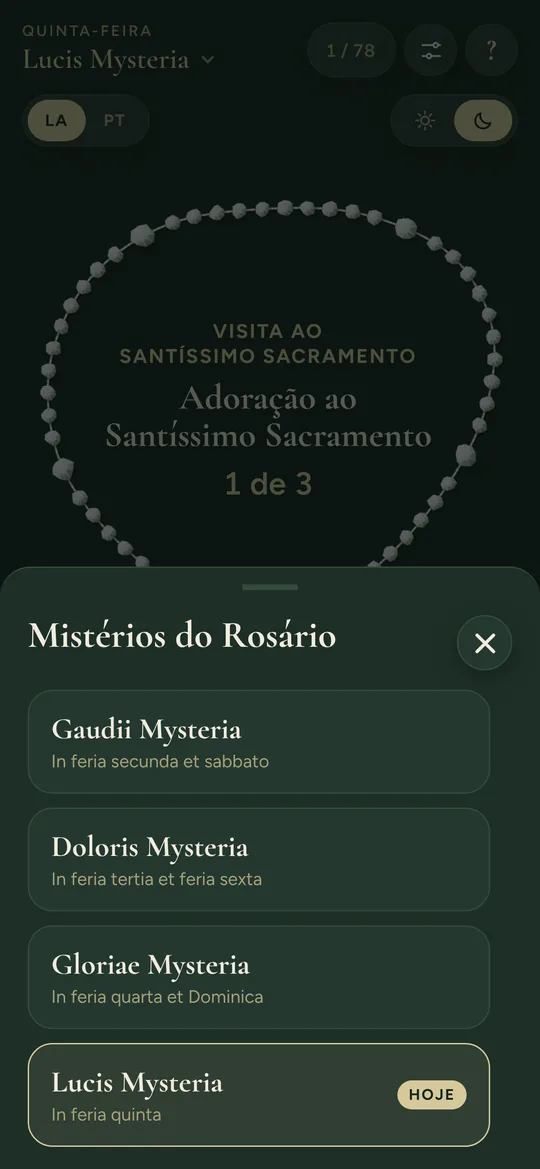 QUINTA-FEIRA
Lucis Mysteria
1 / 78
?
LA PT
VISITA AO
SANTÍSSIMO SACRAMENTO
Adoração ao
Santíssimo Sacramento
1 de 3
Mistérios do Rosário
Gaudii Mysteria
In feria secunda et sabbato
Doloris Mysteria
In feria tertia et feria sexta
Gloriae Mysteria
In feria quarta et Dominica
Lucis Mysteria
HOJE
In feria quinta